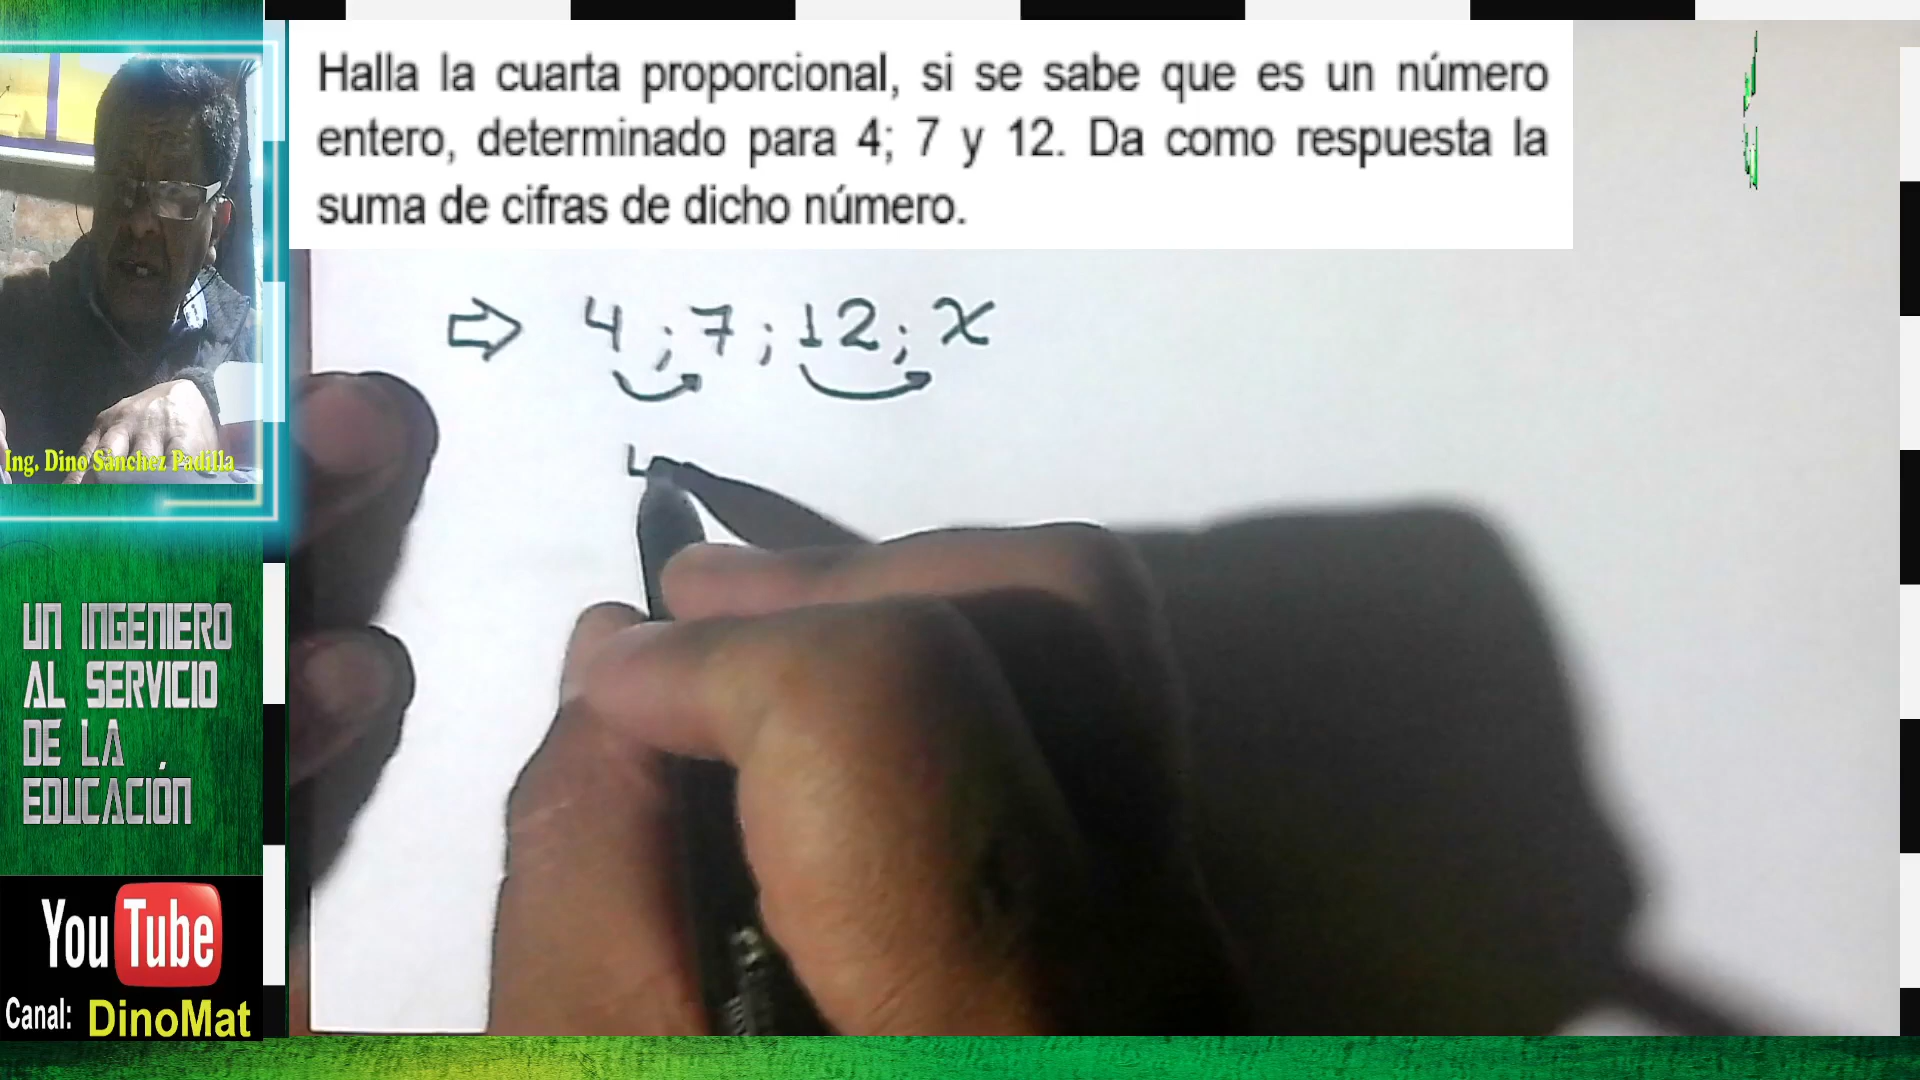 Halla la cuarta proporcional, si se sabe que es un número
entero, determinado para 4; 7 y 12. Da como respuesta la
suma de cifras de dicho número.
⇨ 4 ; 7 ; 12 ; x
Ing. Dino Sánchez Padilla
UN INGENIERO
AL SERVICIO
DE LA
EDUCACIÓN
YouTube
Canal: DinoMat